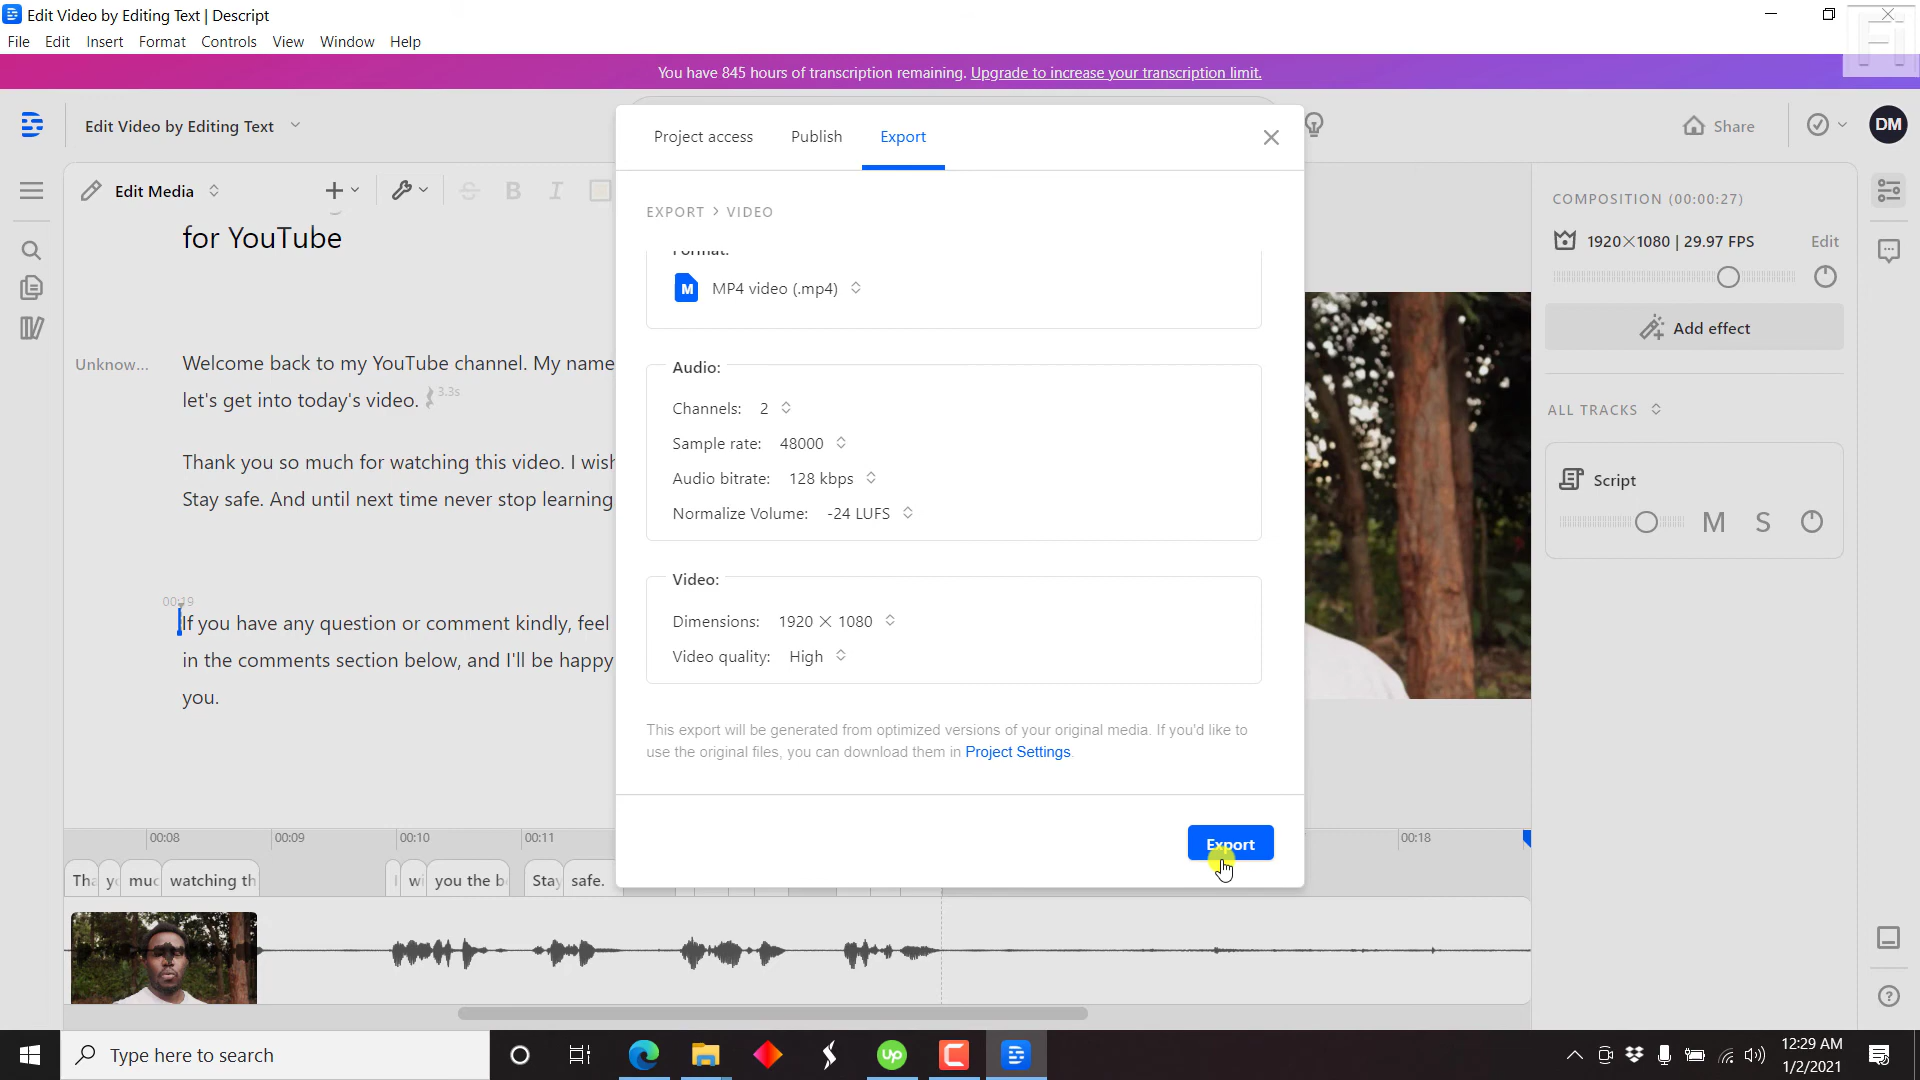 Edit Video by Editing Text | Descript
File Edit Insert Format Controls View Window Help
You have 845 hours of transcription remaining. Upgrade to increase your transcription limit.
Edit Video by Editing Text
Project access Publish Export
Share
DM
Edit Media
B I
EXPORT > VIDEO
COMPOSITION (00:00:27)
for YouTube
1920×1080 | 29.97 FPS Edit
Format:
M MP4 video (.mp4)
Add effect
Unknow... Welcome back to my YouTube channel. My name
let's get into today's video. 3.3s
Audio:
Channels: 2
ALL TRACKS
Sample rate: 48000
Thank you so much for watching this video. I wish
Audio bitrate: 128 kbps
Script
Stay safe. And until next time never stop learning
Normalize Volume: -24 LUFS
M S
Video:
00:19
If you have any question or comment kindly, feel
Dimensions: 1920 × 1080
in the comments section below, and I'll be happy
Video quality: High
you.
This export will be generated from optimized versions of your original media. If you'd like to
use the original files, you can download them in Project Settings.
00:08 00:09 00:10 00:11 00:18
Export
Tha y muc watching th I wi you the b Stay safe.
Type here to search
Up
C
12:29 AM
1/2/2021